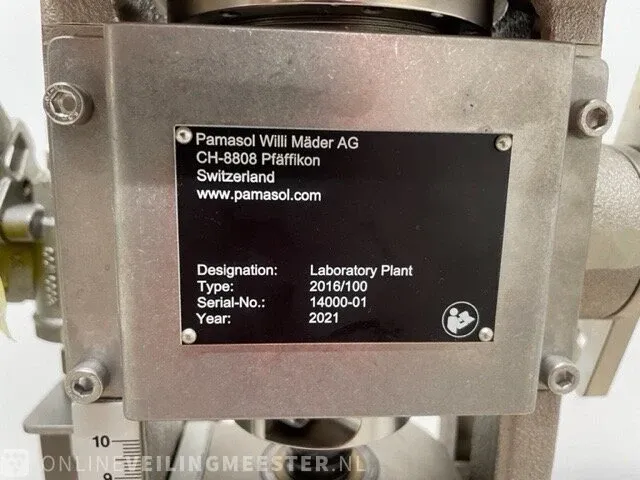 Pamasol Willi Mäder AG
CH-8808 Pfäffikon
Switzerland
www.pamasol.com
Designation: Laboratory Plant
Type: 2016/100
Serial-No.: 14000-01
Year: 2021
10
9
ONLINEVEILINGMEESTER.NL